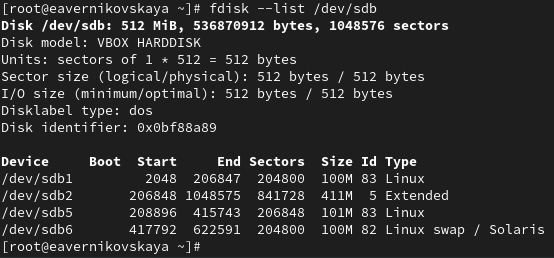 [root@eavernikovskaya ~]# fdisk --list /dev/sdb
Disk /dev/sdb: 512 MiB, 536870912 bytes, 1048576 sectors
Disk model: VBOX HARDDISK
Units: sectors of 1 * 512 = 512 bytes
Sector size (logical/physical): 512 bytes / 512 bytes
I/O size (minimum/optimal): 512 bytes / 512 bytes
Disklabel type: dos
Disk identifier: 0x0bf88a89

Device     Boot  Start     End Sectors  Size Id Type
/dev/sdb1         2048  206847  204800  100M 83 Linux
/dev/sdb2       206848 1048575  841728  411M  5 Extended
/dev/sdb5       208896  415743  206848  101M 83 Linux
/dev/sdb6       417792  622591  204800  100M 82 Linux swap / Solaris
[root@eavernikovskaya ~]#